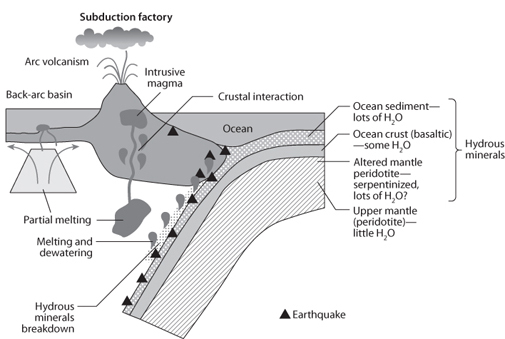 Subduction factory
Arc volcanism
Intrusive
magma
Back-arc basin
Crustal interaction
Ocean
Ocean sediment—
lots of H₂O
Ocean crust (basaltic)
—some H₂O
Altered mantle
peridotite—
serpentinized,
lots of H₂O?
Upper mantle
(peridotite)—
little H₂O
Hydrous
minerals
Partial melting
Melting and
dewatering
Hydrous
minerals
breakdown
Earthquake